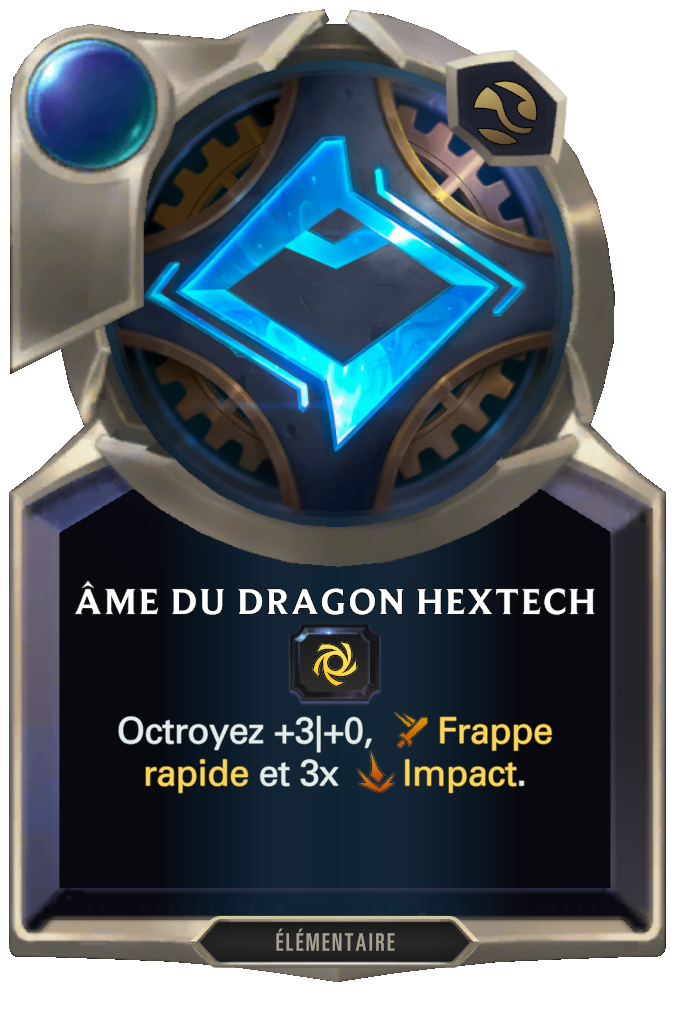 ÂME DU DRAGON HEXTECH
Octroyez +3|+0, Frappe
rapide et 3x Impact.
ÉLÉMENTAIRE